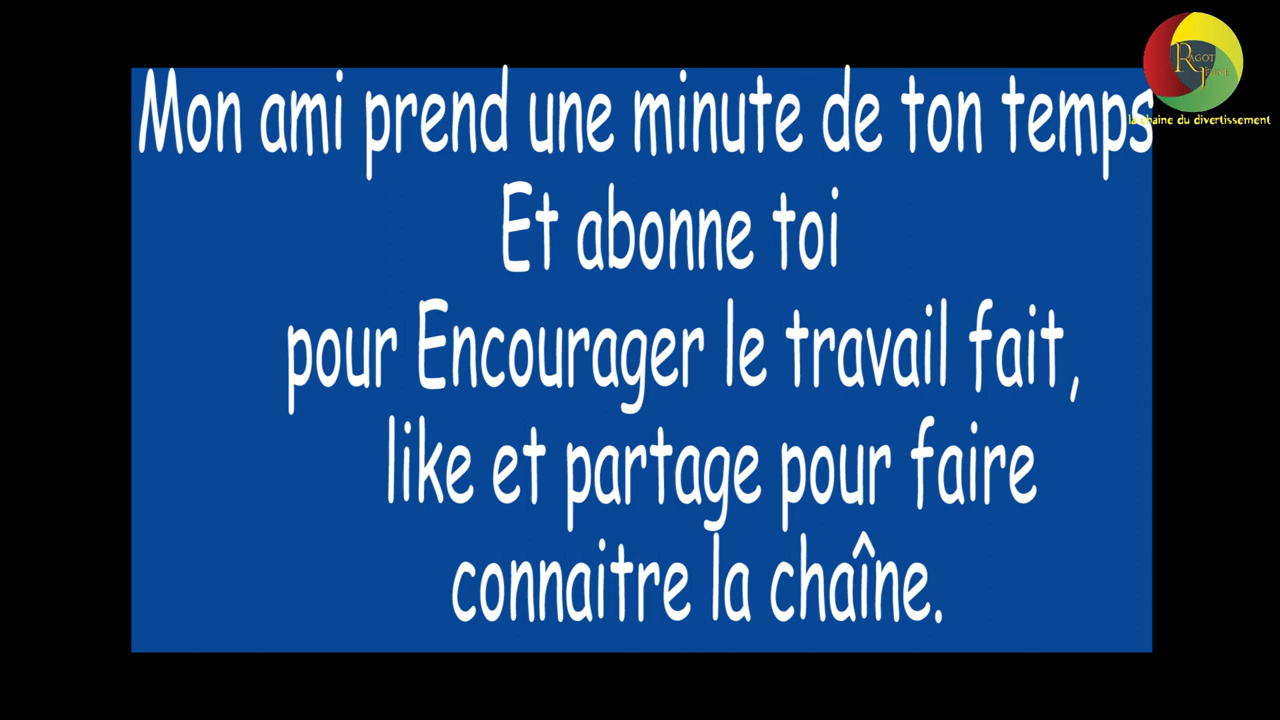 Mon ami prend une minute de ton temps
Et abonne toi
pour Encourager le travail fait,
like et partage pour faire
connaitre la chaîne.
RAGOT
la chaine du divertissement